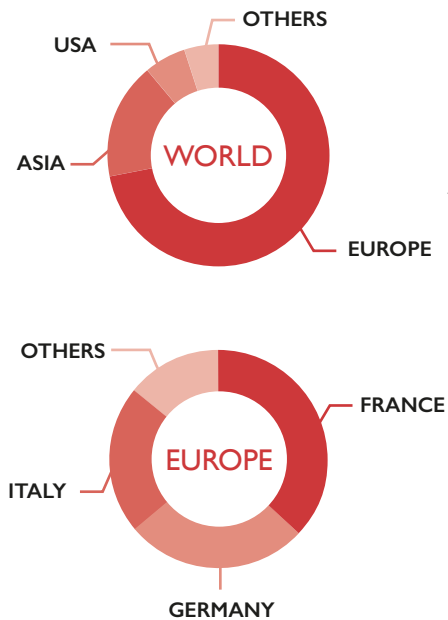 OTHERS
USA
WORLD
ASIA
EUROPE
OTHERS
FRANCE
EUROPE
ITALY
GERMANY